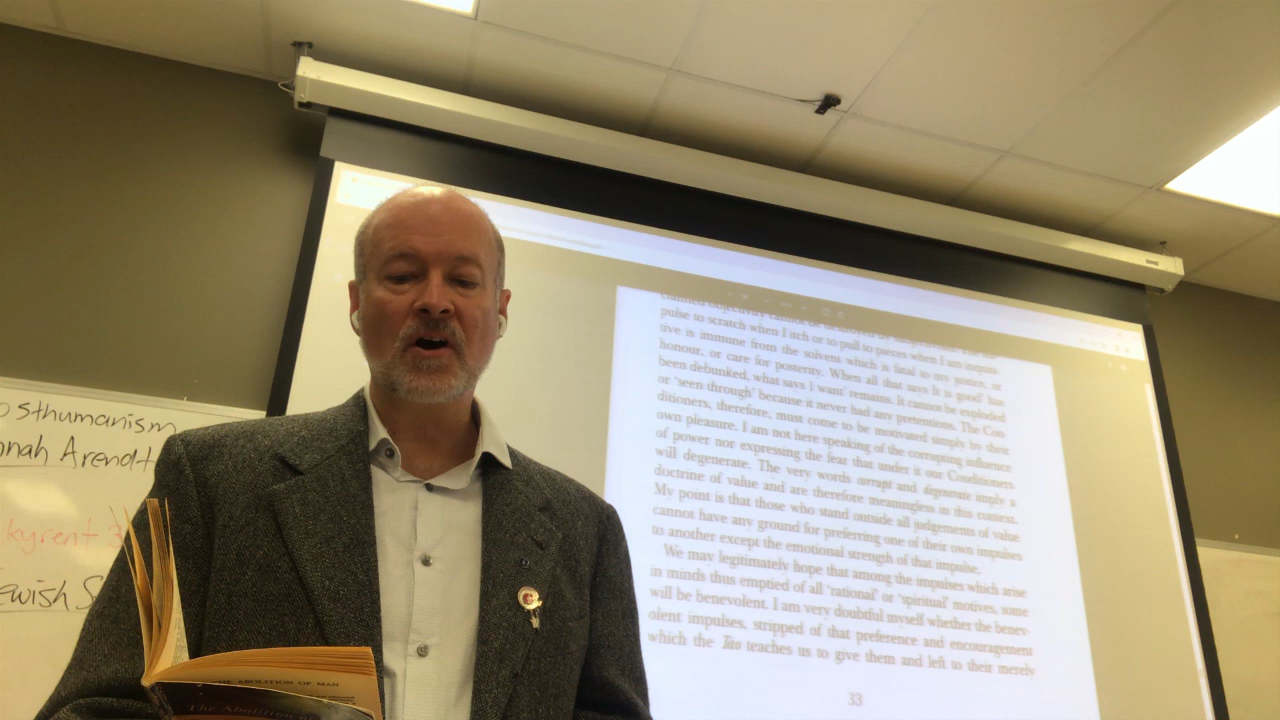 osthumanism
nnah Arendt
kyrent 3
ewish S
THE ABOLITION OF MAN
The Abolition of
pulse to scratch when I itch or to pull to pieces when I am inquisi-
tive is immune from the solvent which is fatal to my justice, or
honour, or care for posterity. When all that says 'It is good' has
been debunked, what says 'I want' remains. It cannot be exploded
or 'seen through' because it never had any pretensions. The Con-
ditioners, therefore, must come to be motivated simply by their
own pleasure. I am not here speaking of the corrupting influence
of power nor expressing the fear that under it our Conditioners
will degenerate. The very words corrupt and degenerate imply a
doctrine of value and are therefore meaningless in this context.
My point is that those who stand outside all judgements of value
cannot have any ground for preferring one of their own impulses
to another except the emotional strength of that impulse.
We may legitimately hope that among the impulses which arise
in minds thus emptied of all 'rational' or 'spiritual' motives, some
will be benevolent. I am very doubtful myself whether the benev-
olent impulses, stripped of that preference and encouragement
which the Tao teaches us to give them and left to their merely
33